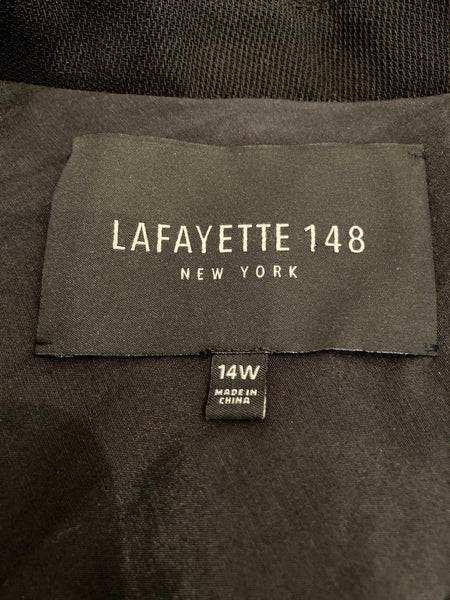 LAFAYETTE 148
NEW YORK
14W
MADE IN
CHINA